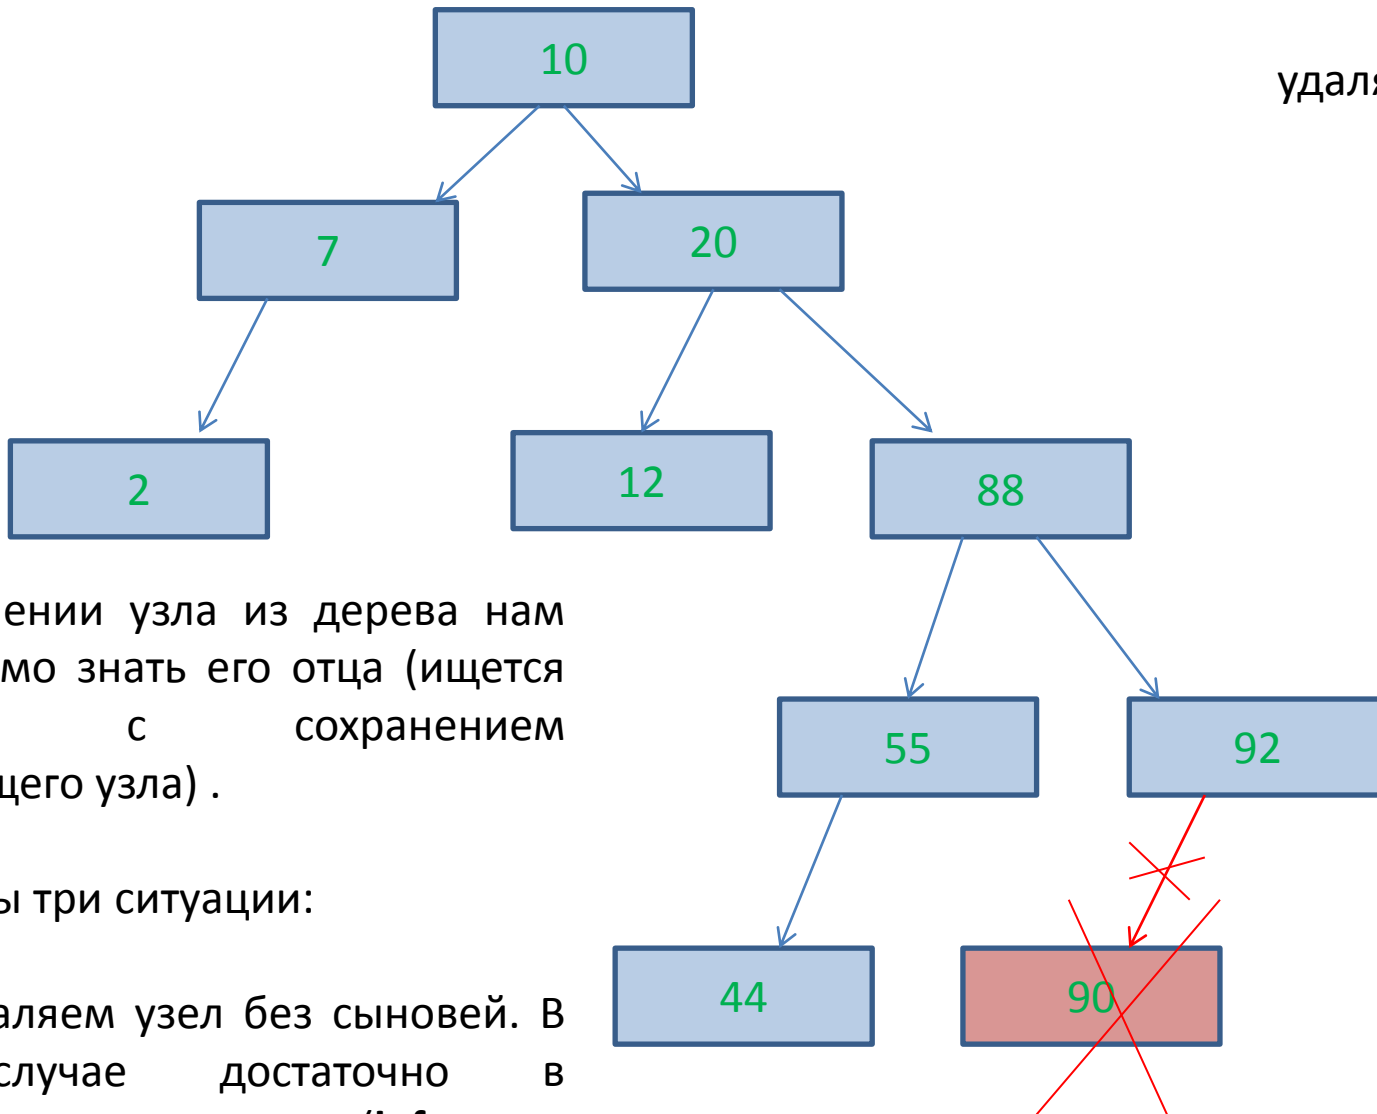 10
удаля
7
20
2
12
88
ении узла из дерева нам
мо знать его отца (ищется
с сохранением
щего узла) .
55
92
ы три ситуации:
44
90
аляем узел без сыновей. В
случае достаточно в